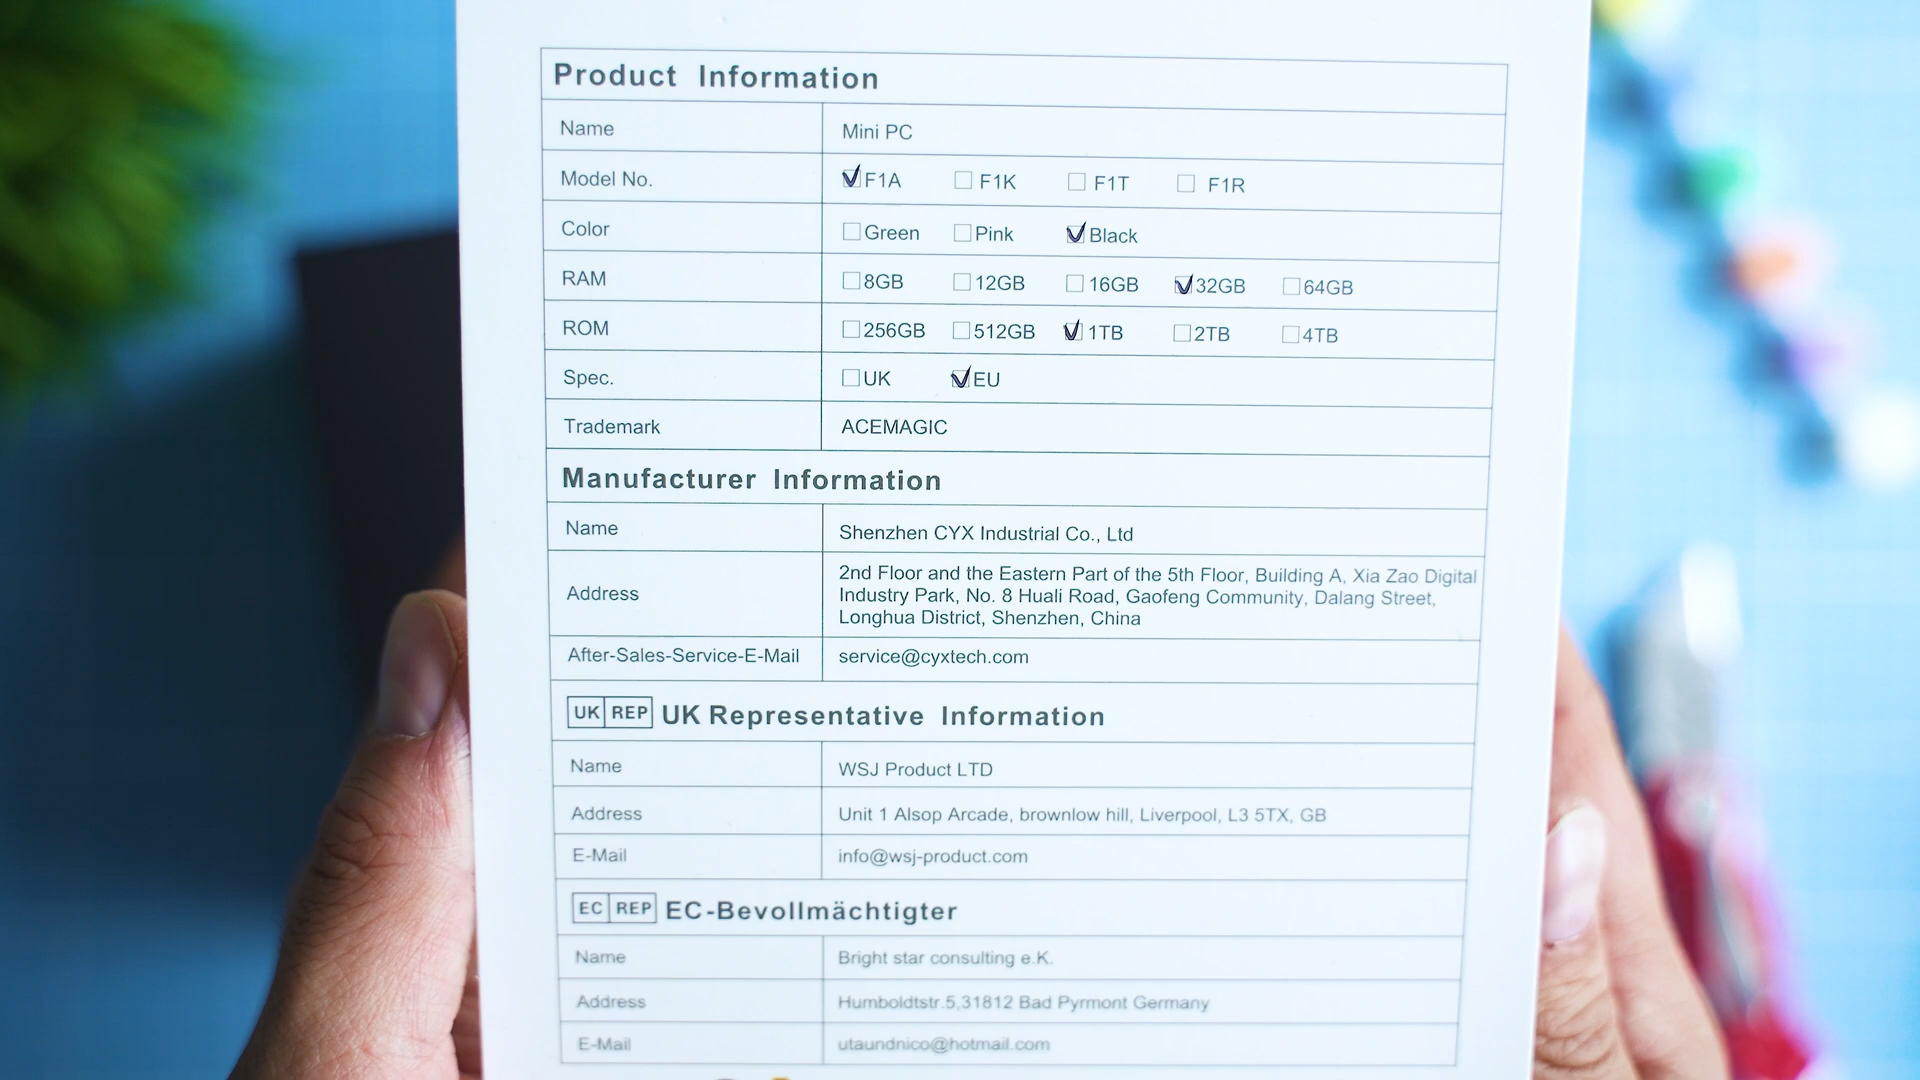 Product Information
Name Mini PC
Model No. ✓F1A ☐ F1K ☐ F1T ☐ F1R
Color ☐Green ☐Pink ✓Black
RAM ☐8GB ☐12GB ☐16GB ✓32GB ☐64GB
ROM ☐256GB ☐512GB ✓1TB ☐2TB ☐4TB
Spec. ☐UK ✓EU
Trademark ACEMAGIC
Manufacturer Information
Name Shenzhen CYX Industrial Co., Ltd
Address 2nd Floor and the Eastern Part of the 5th Floor, Building A, Xia Zao Digital
Industry Park, No. 8 Huali Road, Gaofeng Community, Dalang Street,
Longhua District, Shenzhen, China
After-Sales-Service-E-Mail service@cyxtech.com
UK REP UK Representative Information
Name WSJ Product LTD
Address Unit 1 Alsop Arcade, brownlow hill, Liverpool, L3 5TX, GB
E-Mail info@wsj-product.com
EC REP EC-Bevollmächtigter
Name Bright star consulting e.K.
Address Humboldtstr.5,31812 Bad Pyrmont Germany
E-Mail utaundnico@hotmail.com